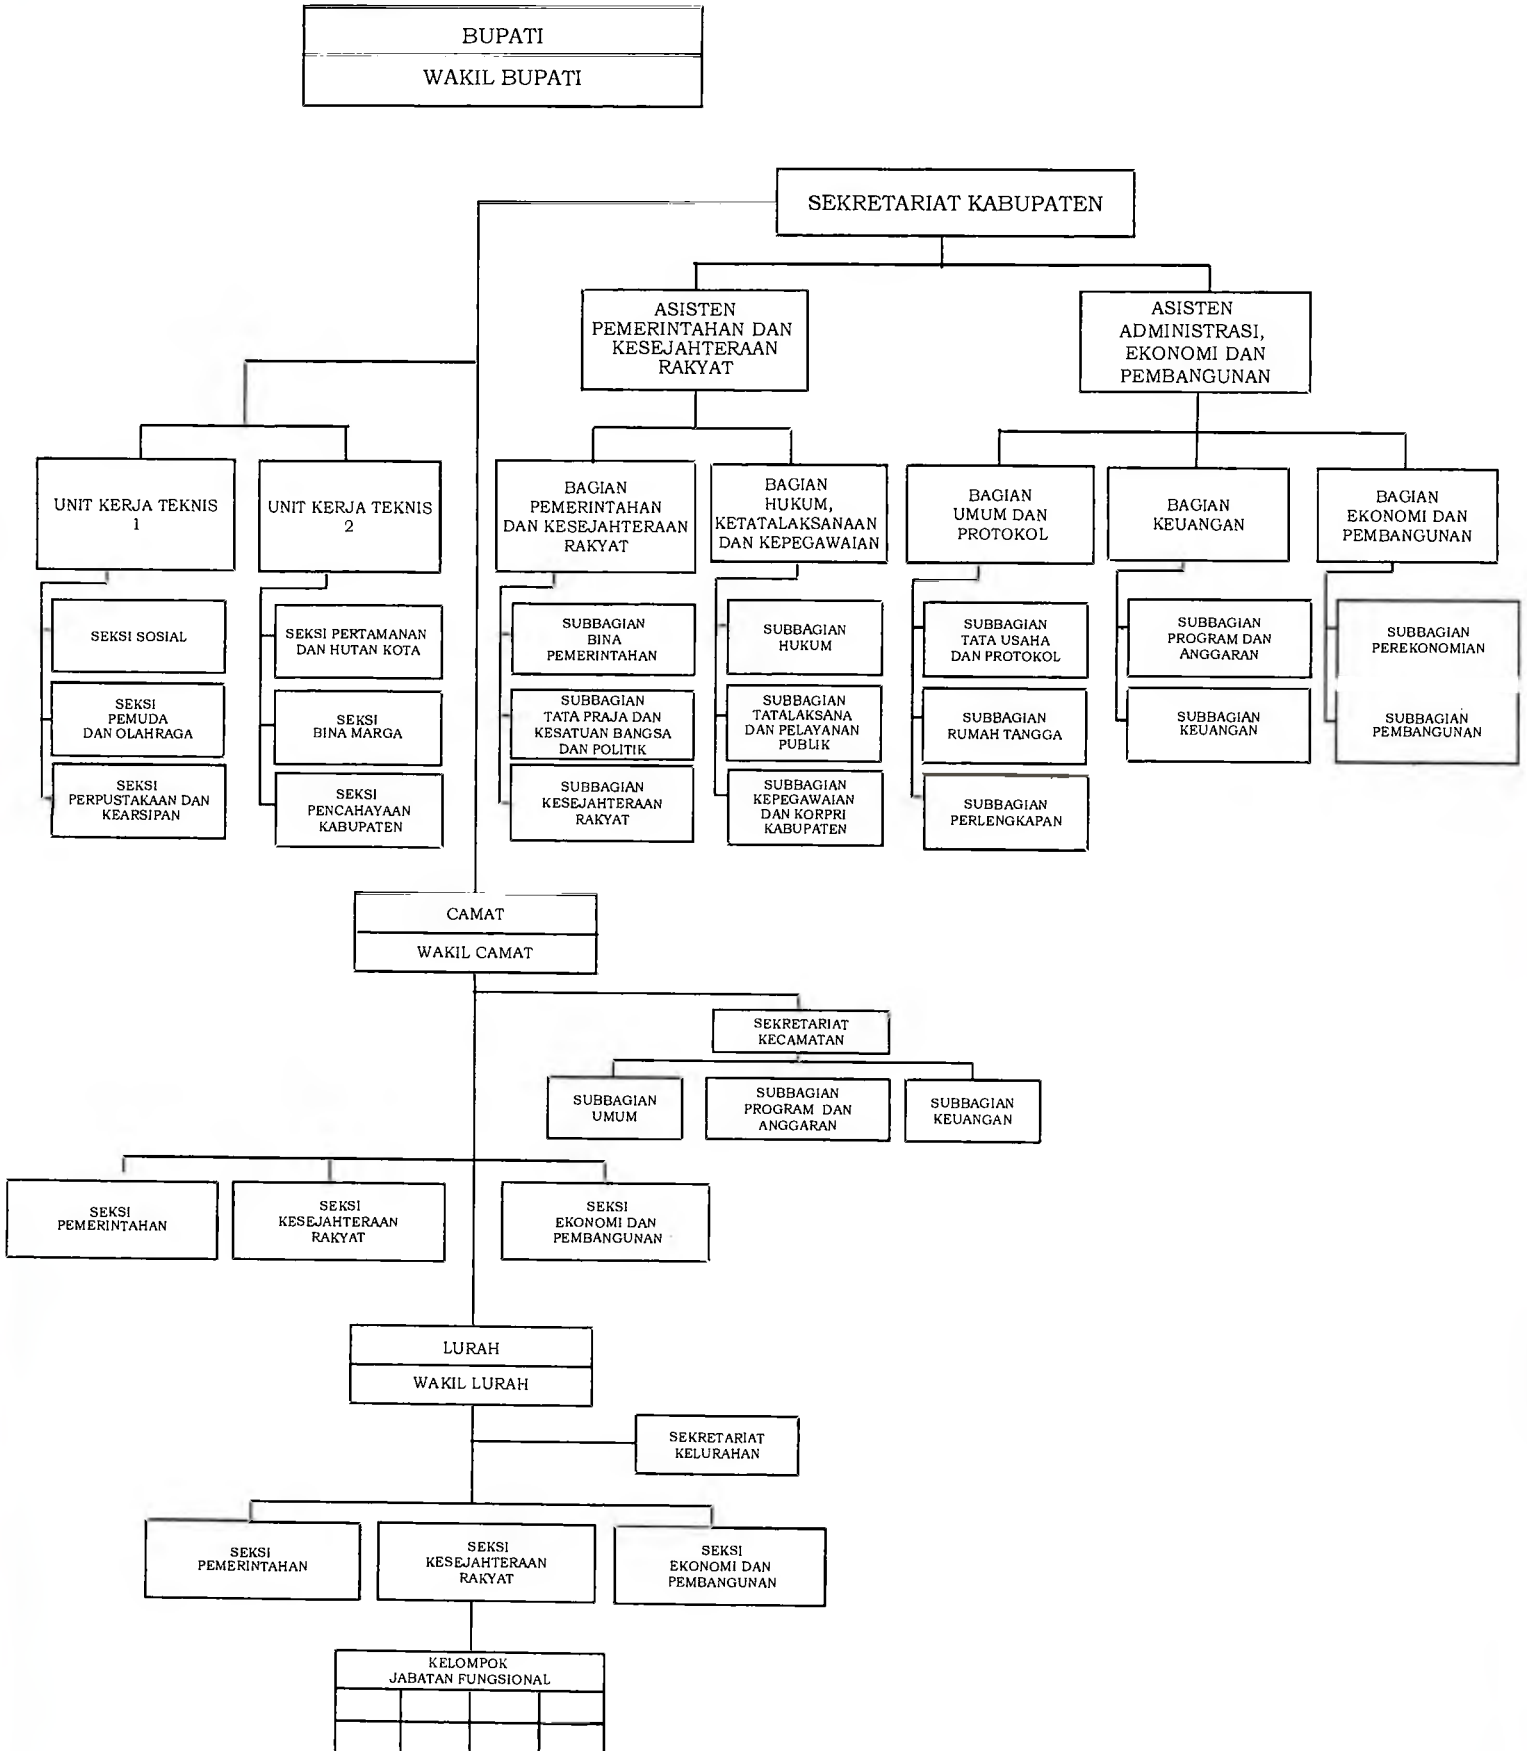 BUPATI
WAKIL BUPATI
SEKRETARIAT KABUPATEN
ASISTEN
PEMERINTAHAN DAN
KESEJAHTERAAN
RAKYAT
ASISTEN
ADMINISTRASI,
EKONOMI DAN
PEMBANGUNAN
UNIT KERJA TEKNIS
1
UNIT KERJA TEKNIS
2
BAGIAN
PEMERINTAHAN
DAN KESEJAHTERAAN
RAKYAT
BAGIAN
HUKUM,
KETATALAKSANAAN
DAN KEPEGAWAIAN
BAGIAN
UMUM DAN
PROTOKOL
BAGIAN
KEUANGAN
BAGIAN
EKONOMI DAN
PEMBANGUNAN
SEKSI SOSIAL
SEKSI
PEMUDA
DAN OLAHRAGA
SEKSI
PERPUSTAKAAN DAN
KEARSIPAN
SEKSI PERTAMANAN
DAN HUTAN KOTA
SEKSI
BINA MARGA
SEKSI
PENCAHAYAAN
KABUPATEN
SUBBAGIAN
BINA
PEMERINTAHAN
SUBBAGIAN
TATA PRAJA DAN
KESATUAN BANGSA
DAN POLITIK
SUBBAGIAN
KESEJAHTERAAN
RAKYAT
SUBBAGIAN
HUKUM
SUBBAGIAN
TATALAKSANA
DAN PELAYANAN
PUBLIK
SUBBAGIAN
KEPEGAWAIAN
DAN KORPRI
KABUPATEN
SUBBAGIAN
TATA USAHA
DAN PROTOKOL
SUBBAGIAN
RUMAH TANGGA
SUBBAGIAN
PERLENGKAPAN
SUBBAGIAN
PROGRAM DAN
ANGGARAN
SUBBAGIAN
KEUANGAN
SUBBAGIAN
PEREKONOMIAN
SUBBAGIAN
PEMBANGUNAN
CAMAT
WAKIL CAMAT
SEKRETARIAT
KECAMATAN
SUBBAGIAN
UMUM
SUBBAGIAN
PROGRAM DAN
ANGGARAN
SUBBAGIAN
KEUANGAN
SEKSI
PEMERINTAHAN
SEKSI
KESEJAHTERAAN
RAKYAT
SEKSI
EKONOMI DAN
PEMBANGUNAN
LURAH
WAKIL LURAH
SEKRETARIAT
KELURAHAN
SEKSI
PEMERINTAHAN
SEKSI
KESEJAHTERAAN
RAKYAT
SEKSI
EKONOMI DAN
PEMBANGUNAN
KELOMPOK
JABATAN FUNGSIONAL